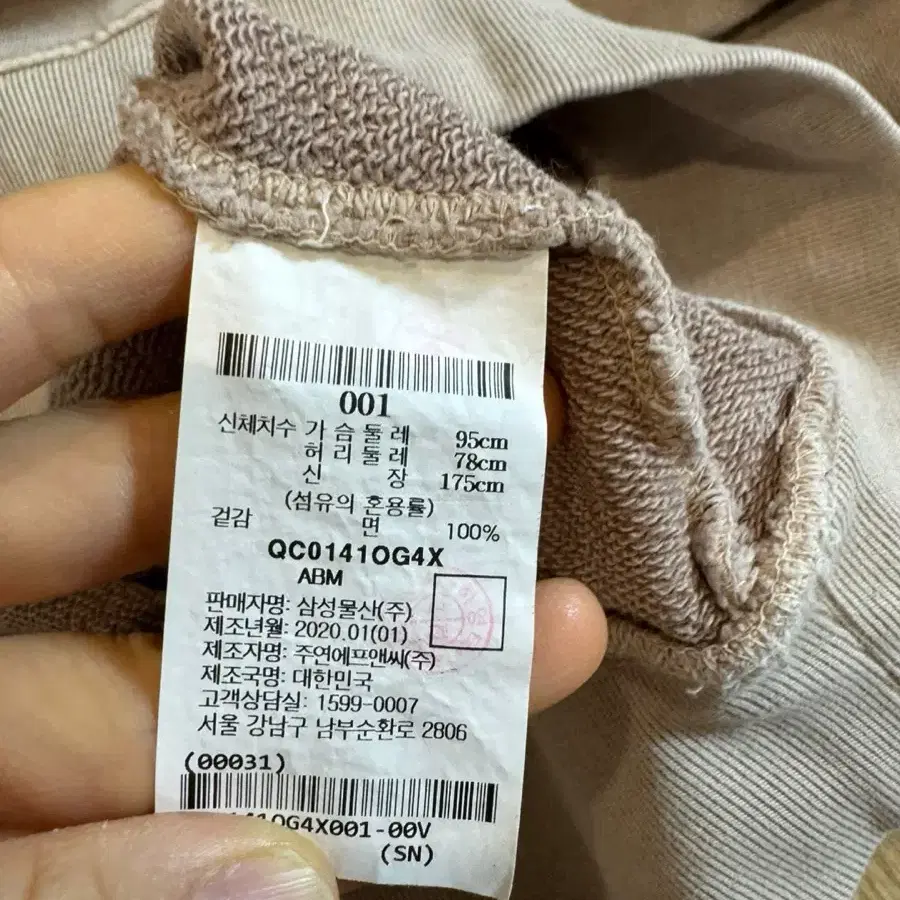 001
신체치수 가 슴 둘 레 95cm
허 리 둘 레 78cm
신 장 175cm
(섬유의 혼용률)
겉감 면 100%
QC0141OG4X
ABM
판매자명: 삼성물산(주)
제조년월: 2020.01(01)
제조자명: 주연에프앤씨(주)
제조국명: 대한민국
고객상담실: 1599-0007
서울 강남구 남부순환로 2806
(00031)
141OG4X001-00V
(SN)